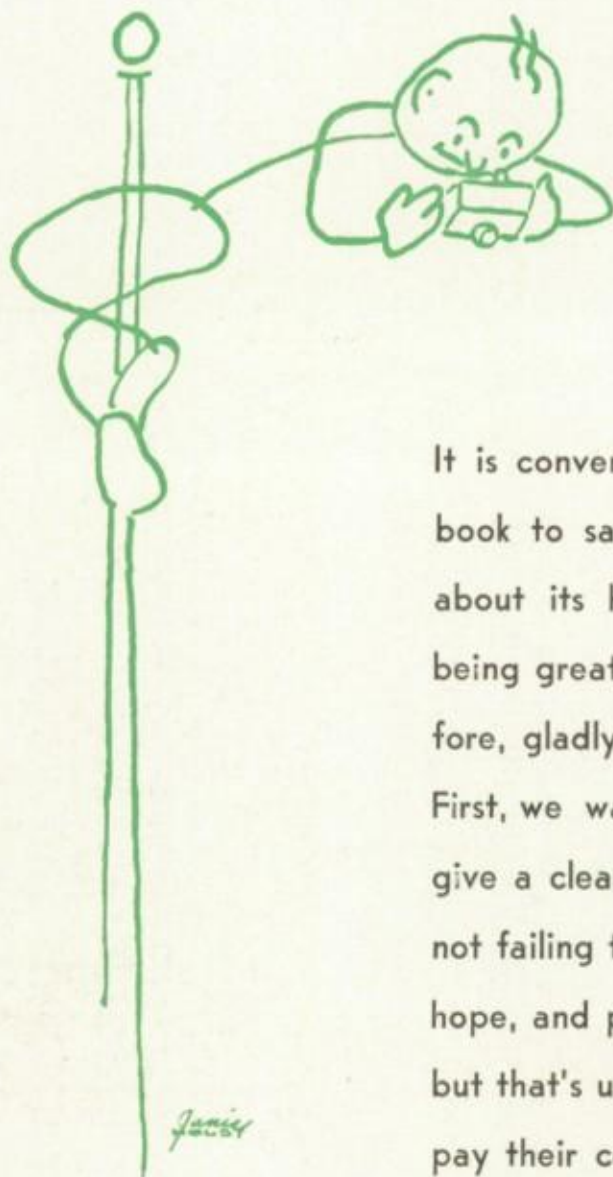 It is conver
book to sa
about its
being great
fore, gladly
First, we wa
give a clea
not failing
hope, and p
but that's u
pay their c
Janie